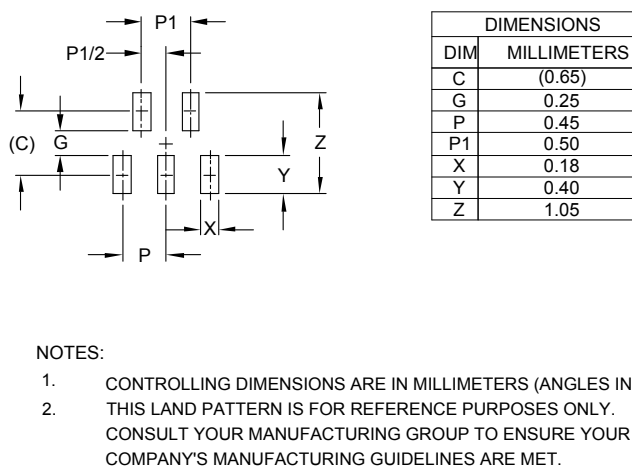 P1
P1/2
(C)
G
Z
Y
X
P
DIMENSIONS
DIM MILLIMETERS
C (0.65)
G 0.25
P 0.45
P1 0.50
X 0.18
Y 0.40
Z 1.05
NOTES:
1. CONTROLLING DIMENSIONS ARE IN MILLIMETERS (ANGLES IN
2. THIS LAND PATTERN IS FOR REFERENCE PURPOSES ONLY.
CONSULT YOUR MANUFACTURING GROUP TO ENSURE YOUR
COMPANY'S MANUFACTURING GUIDELINES ARE MET.